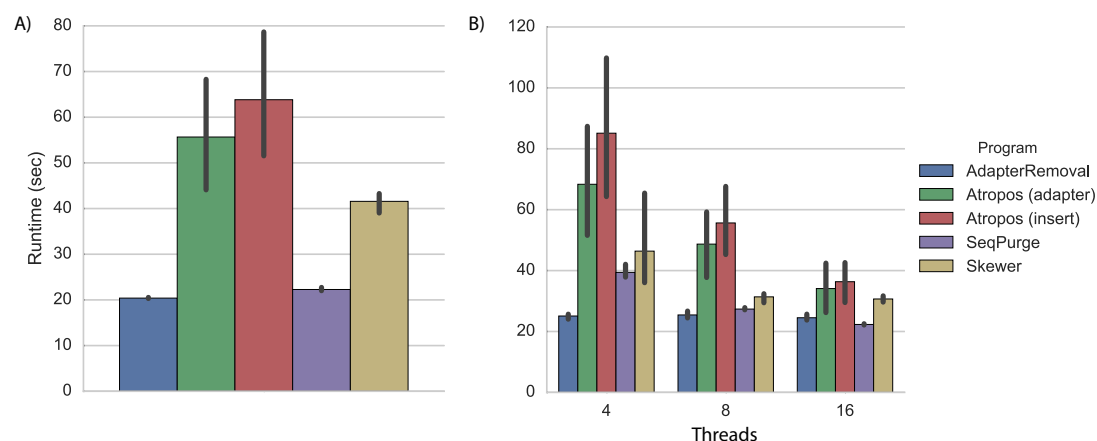 A)
Runtime (sec)
80
70
60
50
40
30
20
10
0
B)
120
100
80
60
40
20
0
4
8
16
Threads
Program
AdapterRemoval
Atropos (adapter)
Atropos (insert)
SeqPurge
Skewer